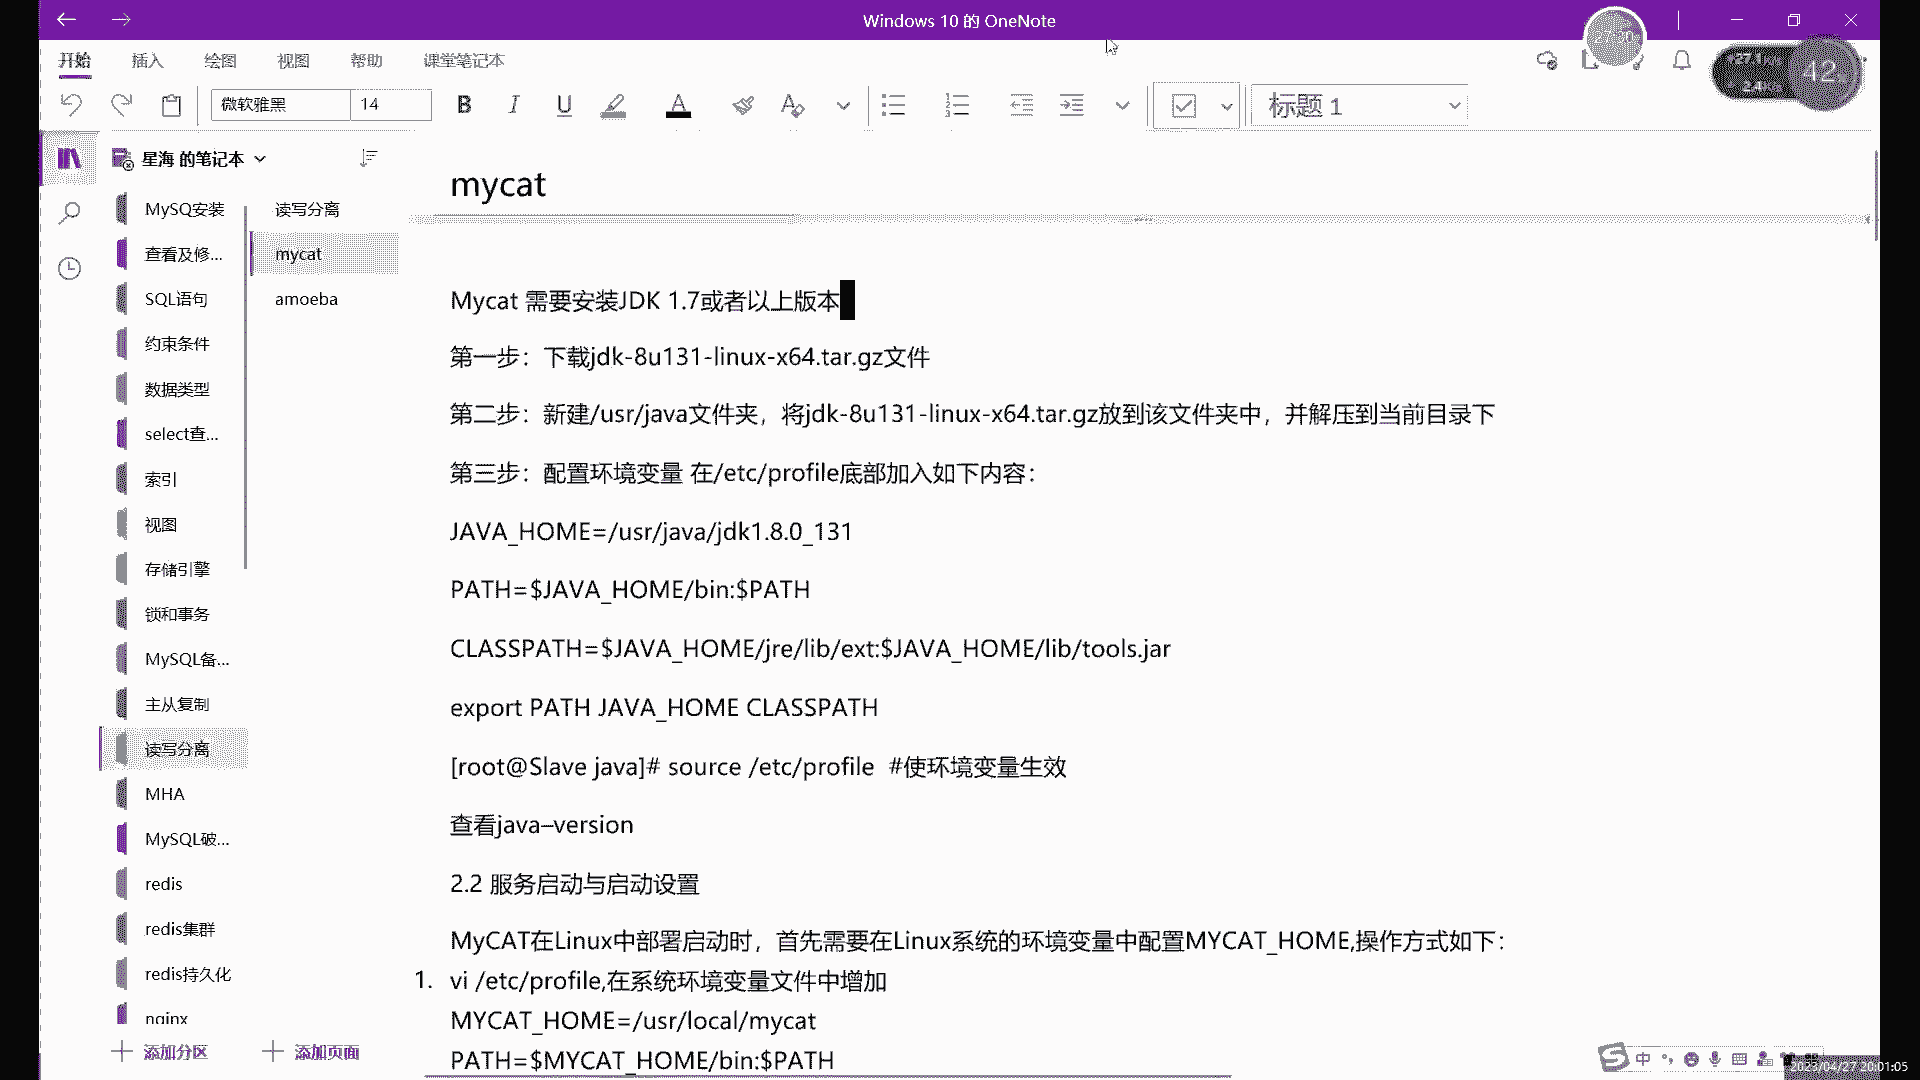 Windows 10 的 OneNote
开始 插入 绘图 视图 帮助 课堂笔记本
42
微软雅黑 14 B I U A 标题 1
星海 的笔记本
MySQ安装
查看及修...
SQL语句
约束条件
数据类型
select查...
索引
视图
存储引擎
锁和事务
MySQL备...
主从复制
读写分离
MHA
MySQL破...
redis
redis集群
redis持久化
nginx
添加分区
读写分离
mycat
amoeba
添加页面
mycat
Mycat 需要安装JDK 1.7或者以上版本
第一步：下载jdk-8u131-linux-x64.tar.gz文件
第二步：新建/usr/java文件夹，将jdk-8u131-linux-x64.tar.gz放到该文件夹中，并解压到当前目录下
第三步：配置环境变量 在/etc/profile底部加入如下内容：
JAVA_HOME=/usr/java/jdk1.8.0_131
PATH=$JAVA_HOME/bin:$PATH
CLASSPATH=$JAVA_HOME/jre/lib/ext:$JAVA_HOME/lib/tools.jar
export PATH JAVA_HOME CLASSPATH
[root@Slave java]# source /etc/profile  #使环境变量生效
查看java–version
2.2 服务启动与启动设置
MyCAT在Linux中部署启动时，首先需要在Linux系统的环境变量中配置MYCAT_HOME,操作方式如下：
1. vi /etc/profile,在系统环境变量文件中增加
MYCAT_HOME=/usr/local/mycat
PATH=$MYCAT_HOME/bin:$PATH
中
2023/04/27 20:01:05